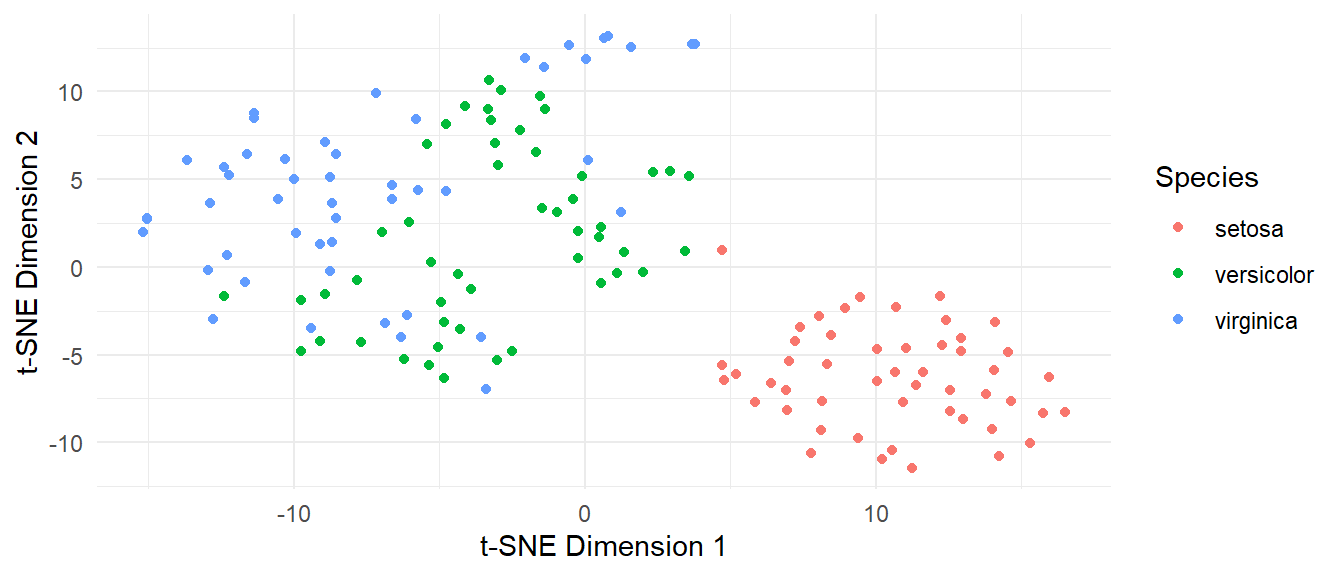 t-SNE Dimension 2
10
5
0
-5
-10
-10
0
10
t-SNE Dimension 1
Species
setosa
versicolor
virginica